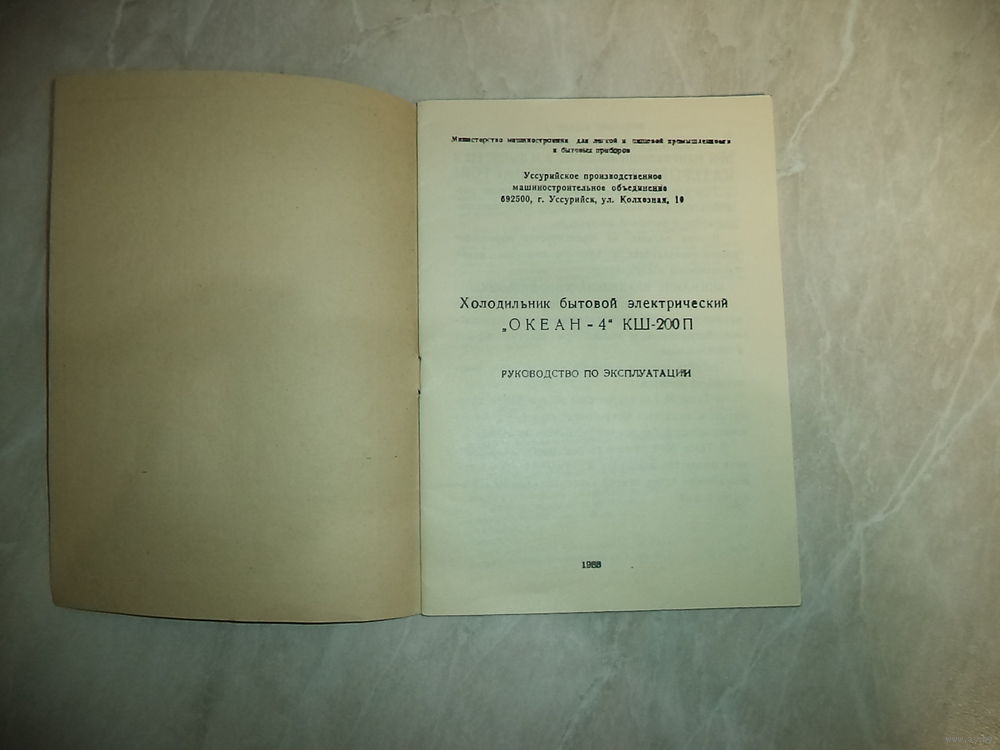 Министерство машиностроения для легкой и пищевой промышленности
и бытовых приборов
Уссурийское производственное
машиностроительное объединение
692500, г. Уссурийск, ул. Колхозная, 10
Холодильник бытовой электрический
„ОКЕАН - 4“ КШ-200П
РУКОВОДСТВО ПО ЭКСПЛУАТАЦИИ
1988